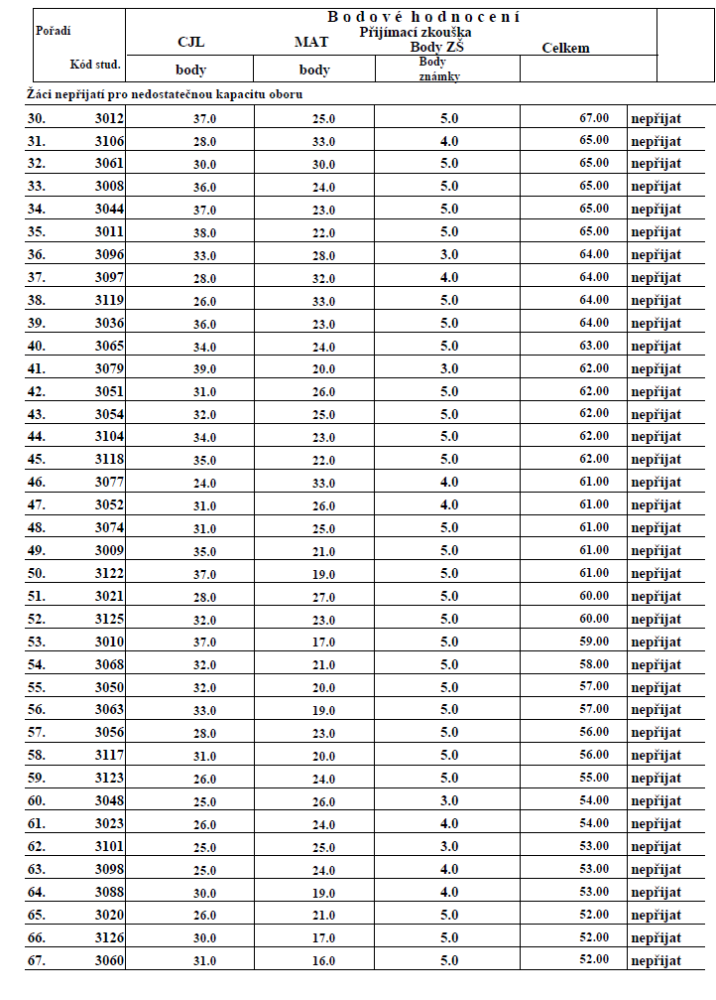 B o d o v é  h o d n o c e n í
Pořadí Přijímací zkouška
CJL MAT Body ZŠ Celkem
Kód stud. body body Body známky
Žáci nepřijatí pro nedostatečnou kapacitu oboru
30. 3012 37.0 25.0 5.0 67.00 nepřijat
31. 3106 28.0 33.0 4.0 65.00 nepřijat
32. 3061 30.0 30.0 5.0 65.00 nepřijat
33. 3008 36.0 24.0 5.0 65.00 nepřijat
34. 3044 37.0 23.0 5.0 65.00 nepřijat
35. 3011 38.0 22.0 5.0 65.00 nepřijat
36. 3096 33.0 28.0 3.0 64.00 nepřijat
37. 3097 28.0 32.0 4.0 64.00 nepřijat
38. 3119 26.0 33.0 5.0 64.00 nepřijat
39. 3036 36.0 23.0 5.0 64.00 nepřijat
40. 3065 34.0 24.0 5.0 63.00 nepřijat
41. 3079 39.0 20.0 3.0 62.00 nepřijat
42. 3051 31.0 26.0 5.0 62.00 nepřijat
43. 3054 32.0 25.0 5.0 62.00 nepřijat
44. 3104 34.0 23.0 5.0 62.00 nepřijat
45. 3118 35.0 22.0 5.0 62.00 nepřijat
46. 3077 24.0 33.0 4.0 61.00 nepřijat
47. 3052 31.0 26.0 4.0 61.00 nepřijat
48. 3074 31.0 25.0 5.0 61.00 nepřijat
49. 3009 35.0 21.0 5.0 61.00 nepřijat
50. 3122 37.0 19.0 5.0 61.00 nepřijat
51. 3021 28.0 27.0 5.0 60.00 nepřijat
52. 3125 32.0 23.0 5.0 60.00 nepřijat
53. 3010 37.0 17.0 5.0 59.00 nepřijat
54. 3068 32.0 21.0 5.0 58.00 nepřijat
55. 3050 32.0 20.0 5.0 57.00 nepřijat
56. 3063 33.0 19.0 5.0 57.00 nepřijat
57. 3056 28.0 23.0 5.0 56.00 nepřijat
58. 3117 31.0 20.0 5.0 56.00 nepřijat
59. 3123 26.0 24.0 5.0 55.00 nepřijat
60. 3048 25.0 26.0 3.0 54.00 nepřijat
61. 3023 26.0 24.0 4.0 54.00 nepřijat
62. 3101 25.0 25.0 3.0 53.00 nepřijat
63. 3098 25.0 24.0 4.0 53.00 nepřijat
64. 3088 30.0 19.0 4.0 53.00 nepřijat
65. 3020 26.0 21.0 5.0 52.00 nepřijat
66. 3126 30.0 17.0 5.0 52.00 nepřijat
67. 3060 31.0 16.0 5.0 52.00 nepřijat